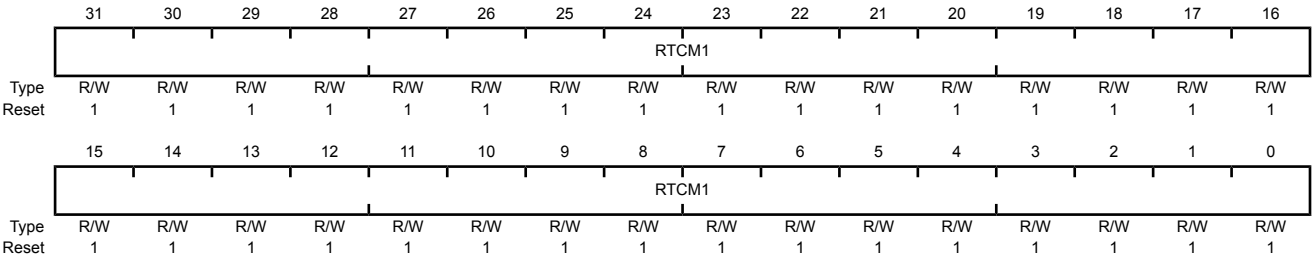 31 30 29 28 27 26 25 24 23 22 21 20 19 18 17 16
RTCM1
Type R/W R/W R/W R/W R/W R/W R/W R/W R/W R/W R/W R/W R/W R/W R/W R/W
Reset 1 1 1 1 1 1 1 1 1 1 1 1 1 1 1 1
15 14 13 12 11 10 9 8 7 6 5 4 3 2 1 0
RTCM1
Type R/W R/W R/W R/W R/W R/W R/W R/W R/W R/W R/W R/W R/W R/W R/W R/W
Reset 1 1 1 1 1 1 1 1 1 1 1 1 1 1 1 1